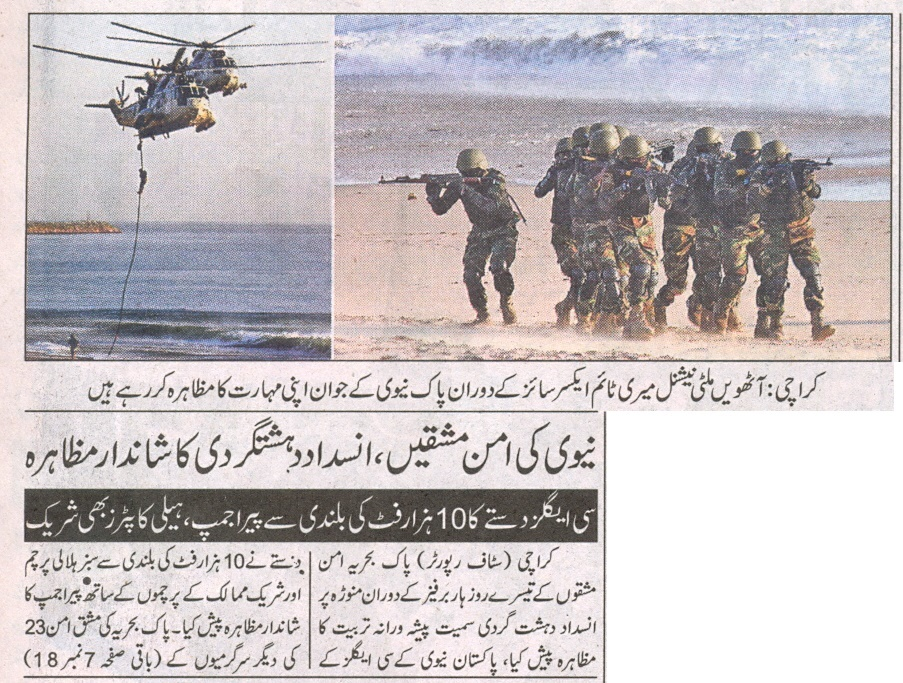 کراچی: آٹھویں ملٹی نیشنل میری ٹائم ایکسرسائز کے دوران پاک نیوی کے جوان اپنی مہارت کا مظاہرہ کر رہے ہیں
نیوی کی امن مشقیں، انسداد دہشتگردی کا شاندار مظاہرہ
سی ایگلز دستے کا 10 ہزار فٹ کی بلندی سے پیرا جمپ، ہیلی کاپٹرز بھی شریک
کراچی (سٹاف رپورٹر) پاک بحریہ امن
مشقوں کے تیسرے روز ہاربر فیز کے دوران منوڑہ پر
انسداد دہشت گردی سمیت پیشہ ورانہ تربیت کا
مظاہرہ پیش کیا، پاکستان نیوی کے سی ایگلز کے
دستے نے 10 ہزار فٹ کی بلندی سے سبز ہلالی پرچم
اور شریک ممالک کے پرچموں کے ساتھ پیرا جمپ کا
شاندار مظاہرہ پیش کیا۔ پاک بحریہ کی مشق امن 23
کی دیگر سرگرمیوں کے (باقی صفحہ 7 نمبر 18)